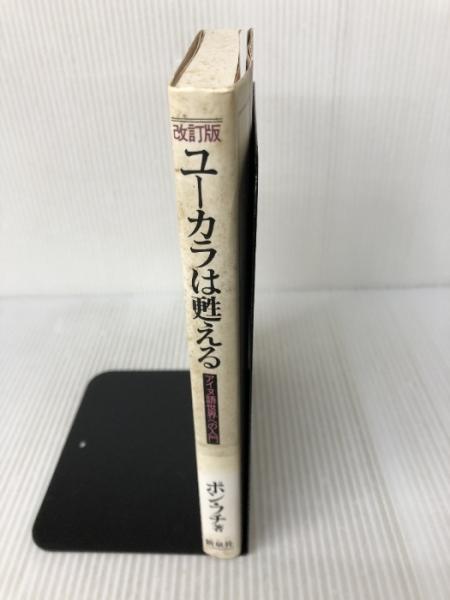 改訂版
ユーカラは甦える
アイヌ語世界への入門
ポン・フチ著
新泉社